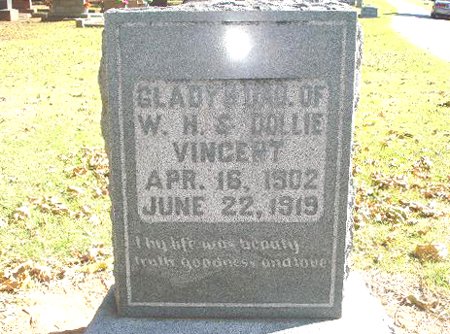 GLADYS DAU. OF
W. H. & DOLLIE
VINCENT
APR. 16, 1902
JUNE 22, 1919
Thy life was beauty
truth goodness and love